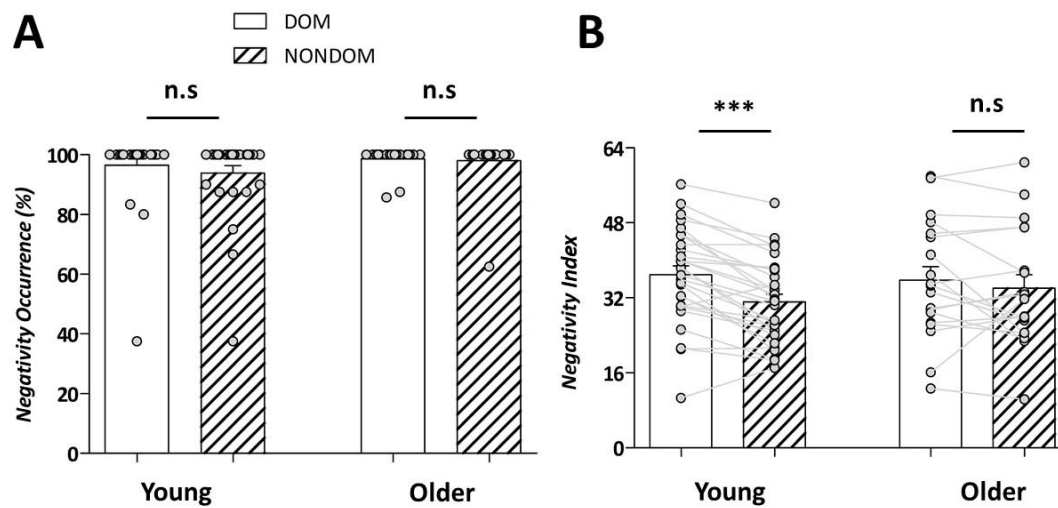 A
DOM
NONDOM
n.s
n.s
Negativity Occurrence (%)
100
80
60
40
20
0
Young
Older
B
***
n.s
Negativity Index
64
48
32
16
0
Young
Older